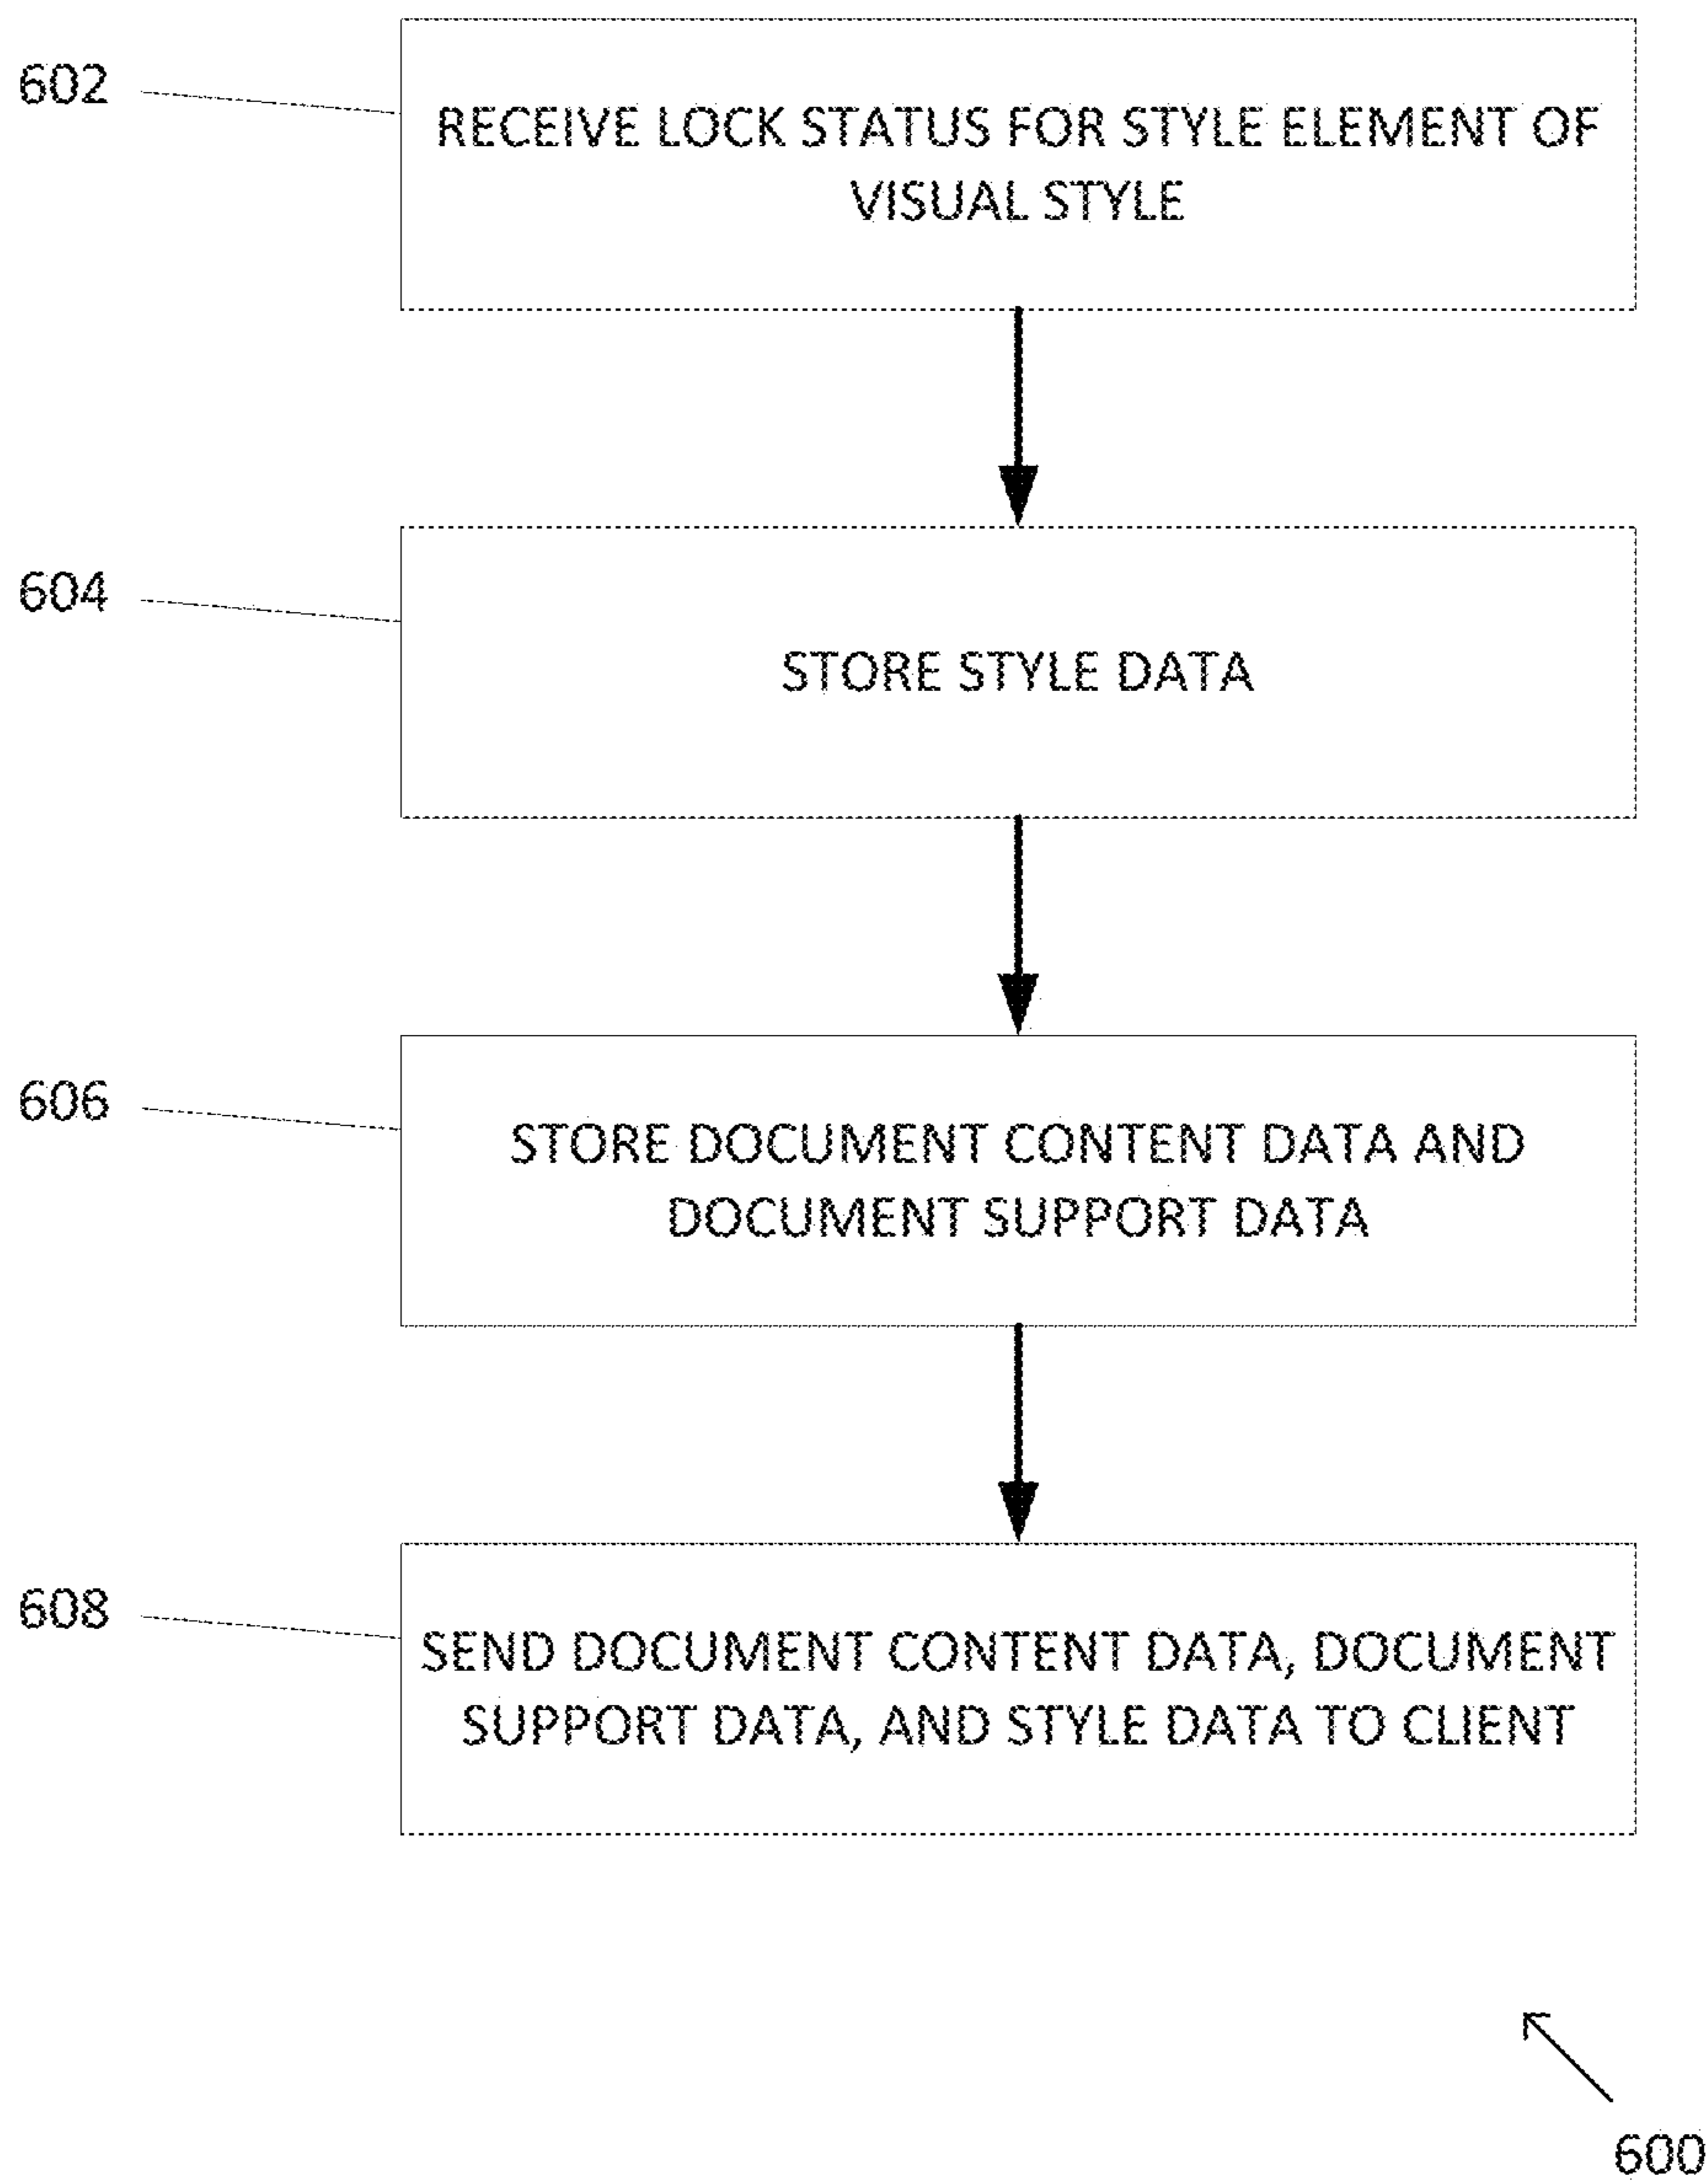 602
RECEIVE LOCK STATUS FOR STYLE ELEMENT OF
VISUAL STYLE
604
STORE STYLE DATA
606
STORE DOCUMENT CONTENT DATA AND
DOCUMENT SUPPORT DATA
608
SEND DOCUMENT CONTENT DATA, DOCUMENT
SUPPORT DATA, AND STYLE DATA TO CLIENT
600